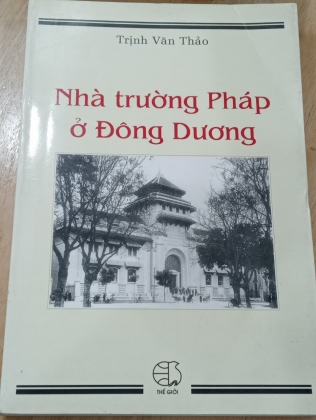 Trịnh Văn Thảo
Nhà trường Pháp
ở Đông Dương
THẾ GIỚI